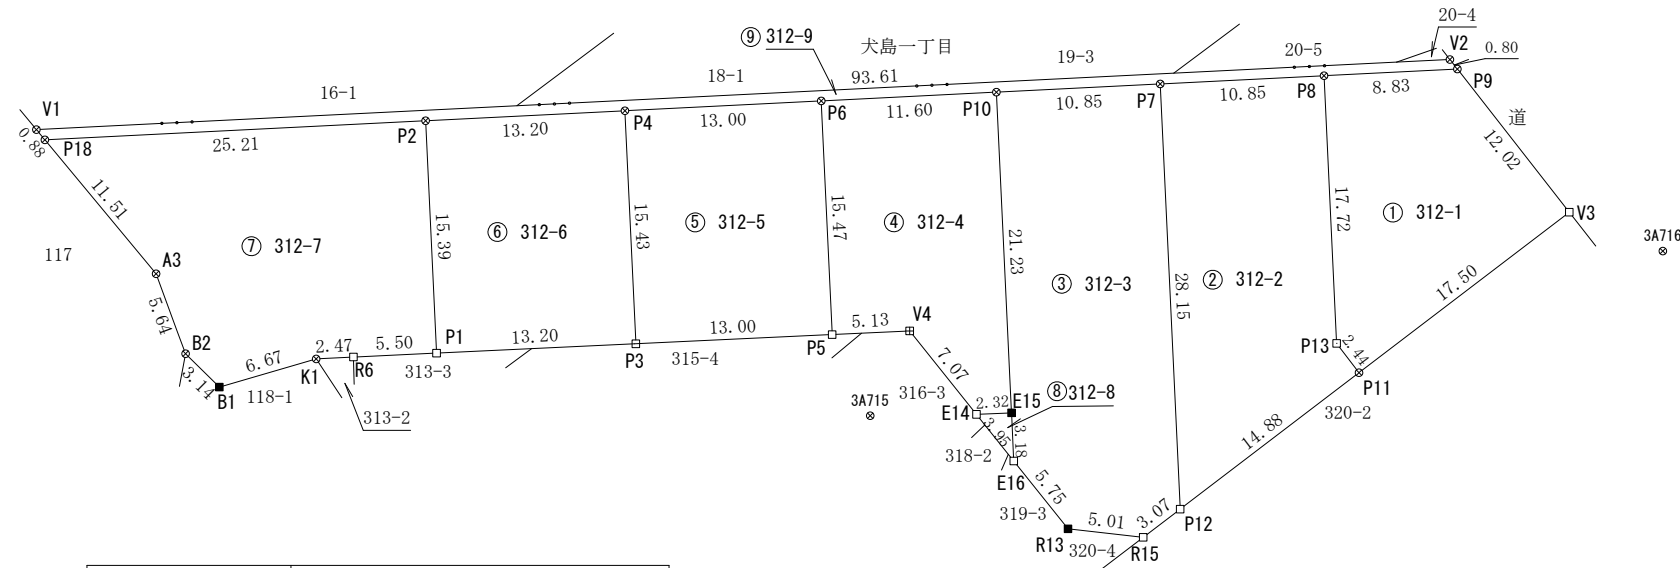 20-4
⑨ 312-9
犬島一丁目
V2
0.80
19-3
20-5
18-1
93.61
16-1
P9
V1
P7
10.85
P8
8.83
P10
10.85
P6
11.60
P4
13.00
P2
13.20
P18
25.21
0.88
道
12.02
11.51
15.39
15.43
15.47
21.23
17.72
28.15
① 312-1
V3
② 312-2
③ 312-3
④ 312-4
⑤ 312-5
⑥ 312-6
⑦ 312-7
117
A3
3A716
17.50
5.64
B2
3.14
B1
6.67
118-1
K1
2.47
R6
5.50
P1
313-3
13.20
P3
13.00
315-4
P5
5.13
V4
7.07
P13
2.44
P11
320-2
313-2
3A715
316-3
E14
2.32
E15
⑧312-8
3.95
3.18
318-2
E16
14.88
5.75
319-3
R13
5.01
320-4
R15
3.07
P12